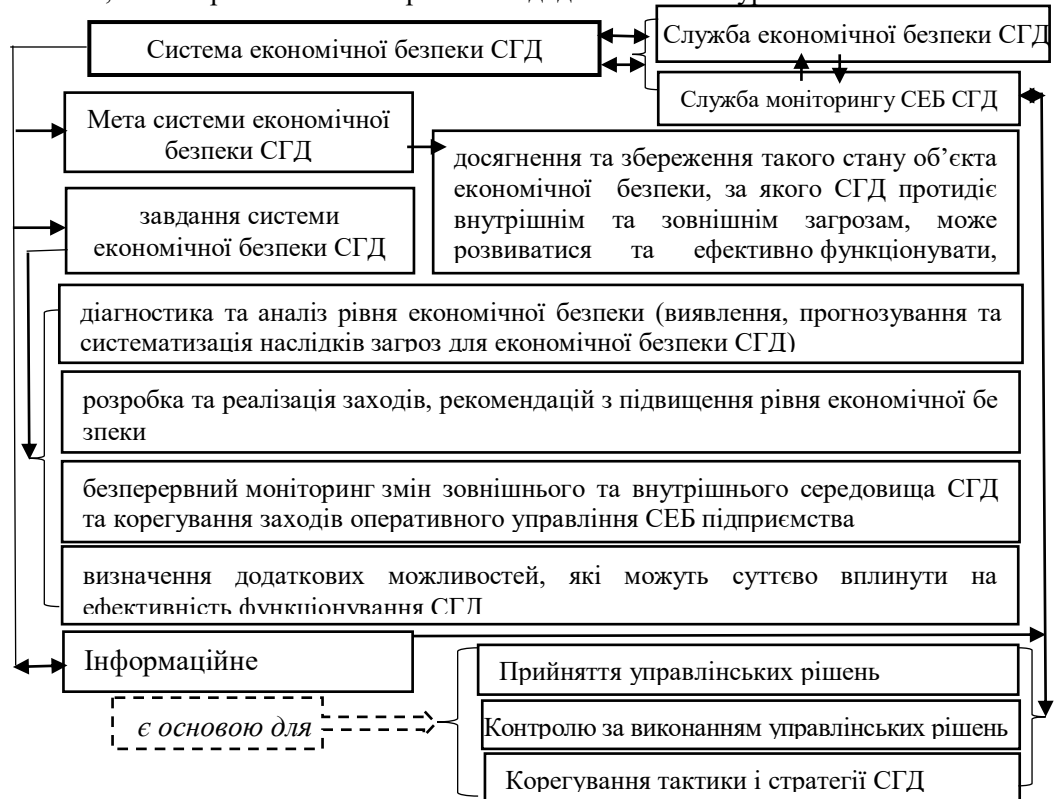 Система економічної безпеки СГД
Служба економічної безпеки СГД
Служба моніторингу СЕБ СГД
Мета системи економічної
безпеки СГД
досягнення та збереження такого стану об’єкта
економічної безпеки, за якого СГД протидіє
внутрішнім та зовнішнім загрозам, може
розвиватися та ефективно функціонувати,
завдання системи
економічної безпеки СГД
діагностика та аналіз рівня економічної безпеки (виявлення, прогнозування та
систематизація наслідків загроз для економічної безпеки СГД)
розробка та реалізація заходів, рекомендацій з підвищення рівня економічної бе
зпеки
безперервний моніторинг змін зовнішнього та внутрішнього середовища СГД
та корегування заходів оперативного управління СЕБ підприємства
визначення додаткових можливостей, які можуть суттєво вплинути на
ефективність функціонування СГД
Інформаційне
є основою для
Прийняття управлінських рішень
Контролю за виконанням управлінських рішень
Корегування тактики і стратегії СГД